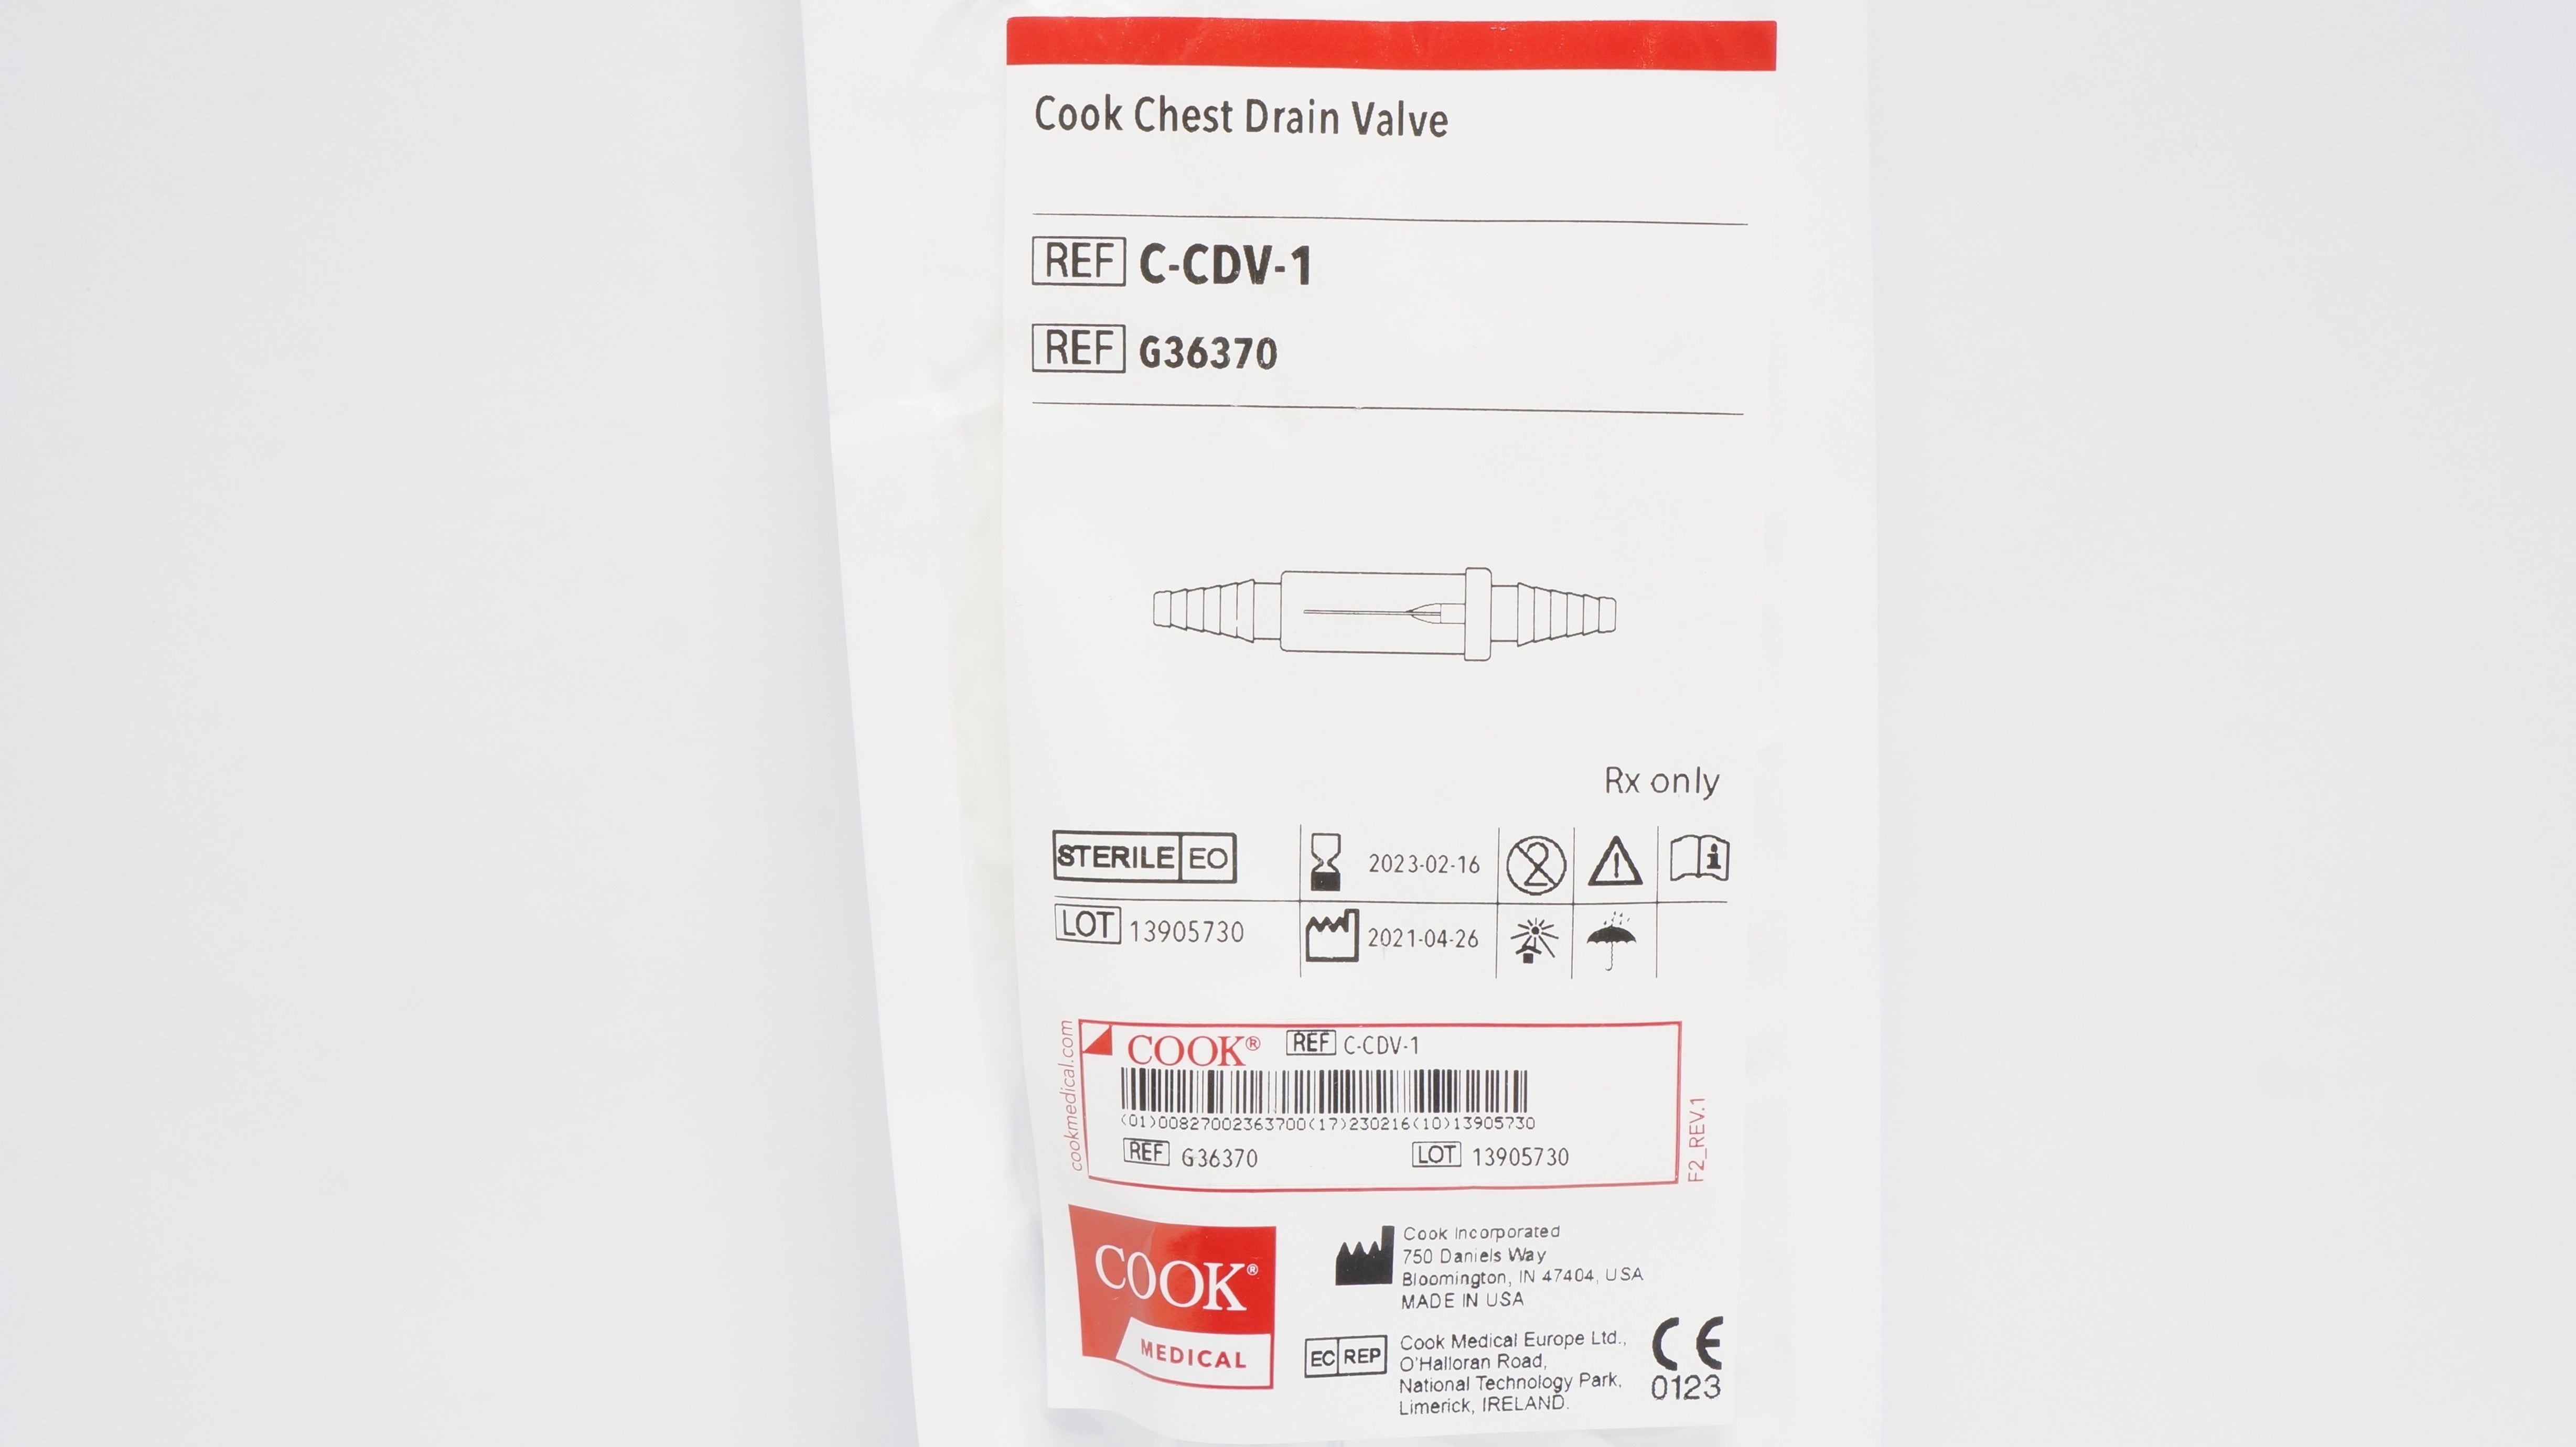 Cook Chest Drain Valve
REF C-CDV-1
REF G36370
Rx only
STERILE EO 2023-02-16
LOT 13905730 2021-04-26
cookmedical.com
COOK® REF C-CDV-1
(01)00827002363700(17)230216(10)13905730
REF G36370 LOT 13905730
F2_REV.1
COOK®
MEDICAL
Cook Incorporated
750 Daniels Way
Bloomington, IN 47404, USA
MADE IN USA
EC REP
Cook Medical Europe Ltd.,
O'Halloran Road,
National Technology Park,
Limerick, IRELAND.
CE
0123